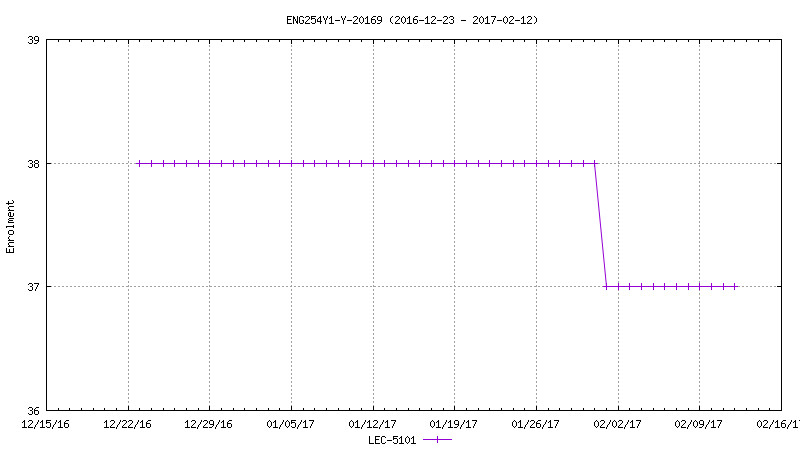 ENG254Y1-Y-20169 (2016-12-23 - 2017-02-12)
39
38
37
36
Enrolment
12/15/16 12/22/16 12/29/16 01/05/17 01/12/17 01/19/17 01/26/17 02/02/17 02/09/17 02/16/17
LEC-5101